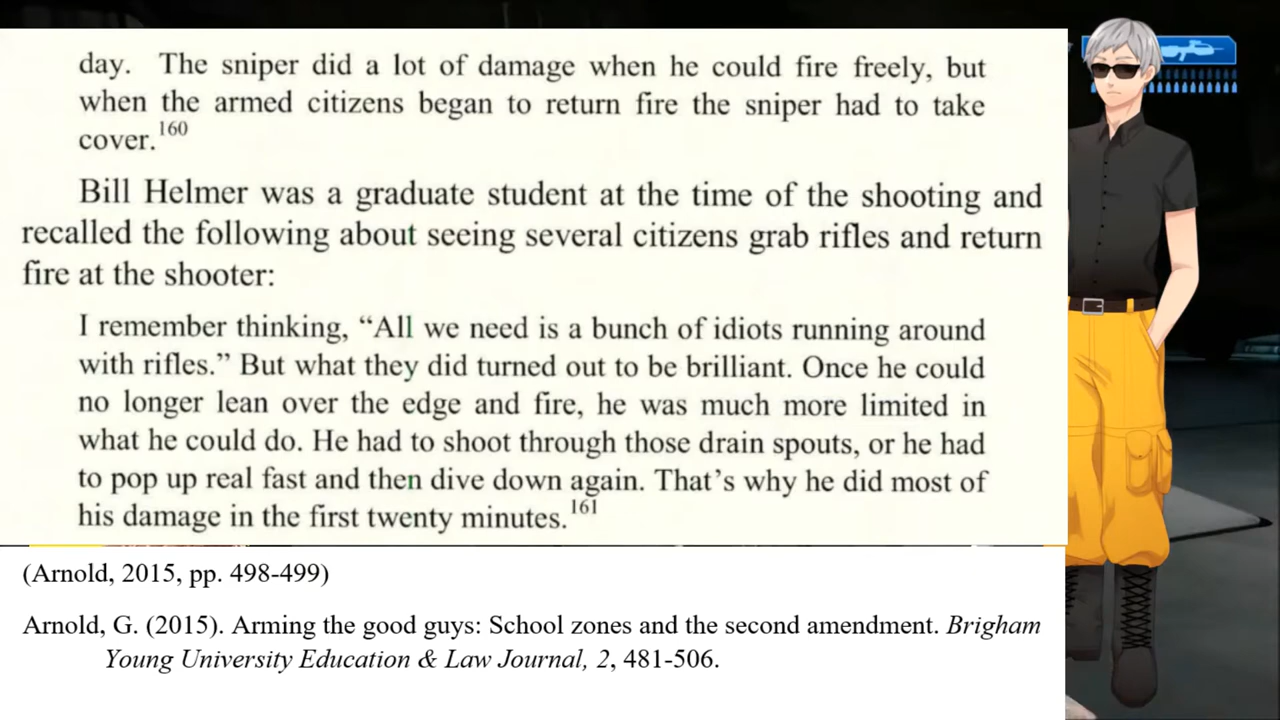 day. The sniper did a lot of damage when he could fire freely, but
when the armed citizens began to return fire the sniper had to take
cover.160
Bill Helmer was a graduate student at the time of the shooting and
recalled the following about seeing several citizens grab rifles and return
fire at the shooter:
I remember thinking, “All we need is a bunch of idiots running around
with rifles.” But what they did turned out to be brilliant. Once he could
no longer lean over the edge and fire, he was much more limited in
what he could do. He had to shoot through those drain spouts, or he had
to pop up real fast and then dive down again. That’s why he did most of
his damage in the first twenty minutes.161
(Arnold, 2015, pp. 498-499)
Arnold, G. (2015). Arming the good guys: School zones and the second amendment. Brigham
Young University Education & Law Journal, 2, 481-506.